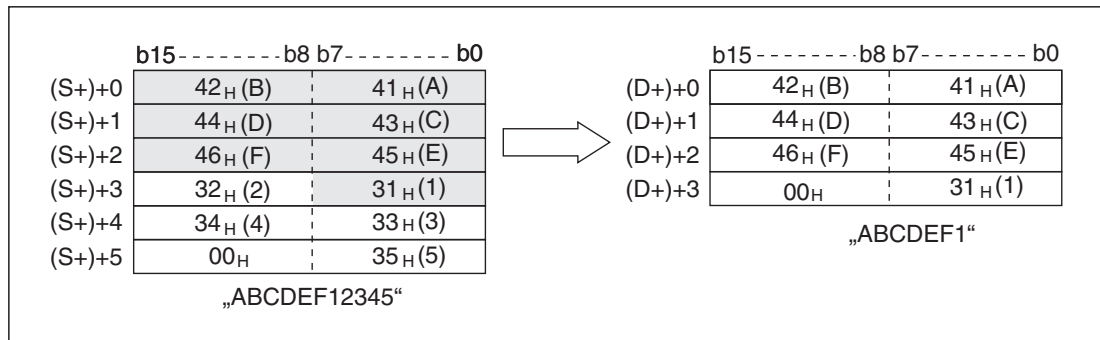 b15 b8 b7 b0
(S+)+0 42H (B) 41H (A)
(S+)+1 44H (D) 43H (C)
(S+)+2 46H (F) 45H (E)
(S+)+3 32H (2) 31H (1)
(S+)+4 34H (4) 33H (3)
(S+)+5 00H 35H (5)
„ABCDEF12345“
b15 b8 b7 b0
(D+)+0 42H (B) 41H (A)
(D+)+1 44H (D) 43H (C)
(D+)+2 46H (F) 45H (E)
(D+)+3 00H 31H (1)
„ABCDEF1“